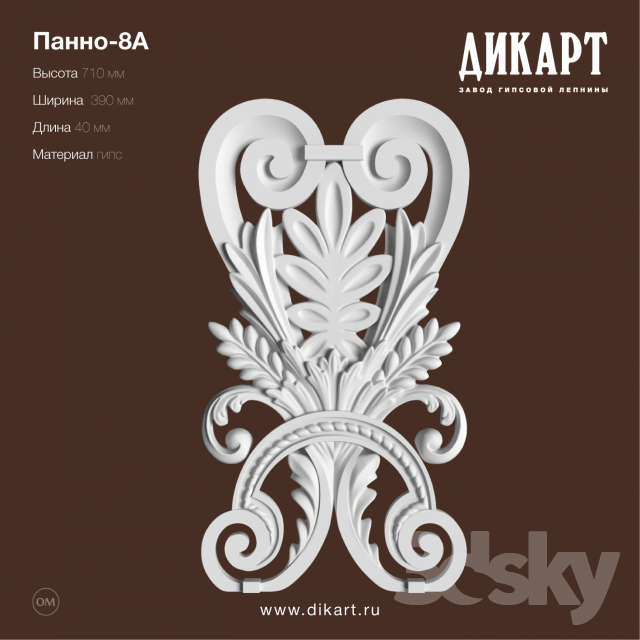 Панно-8А
Высота 710 мм
Ширина 390 мм
Длина 40 мм
Материал гипс
ДИКАРТ
ЗАВОД ГИПСОВОЙ ЛЕПНИНЫ
3dsky
ОМ
www.dikart.ru